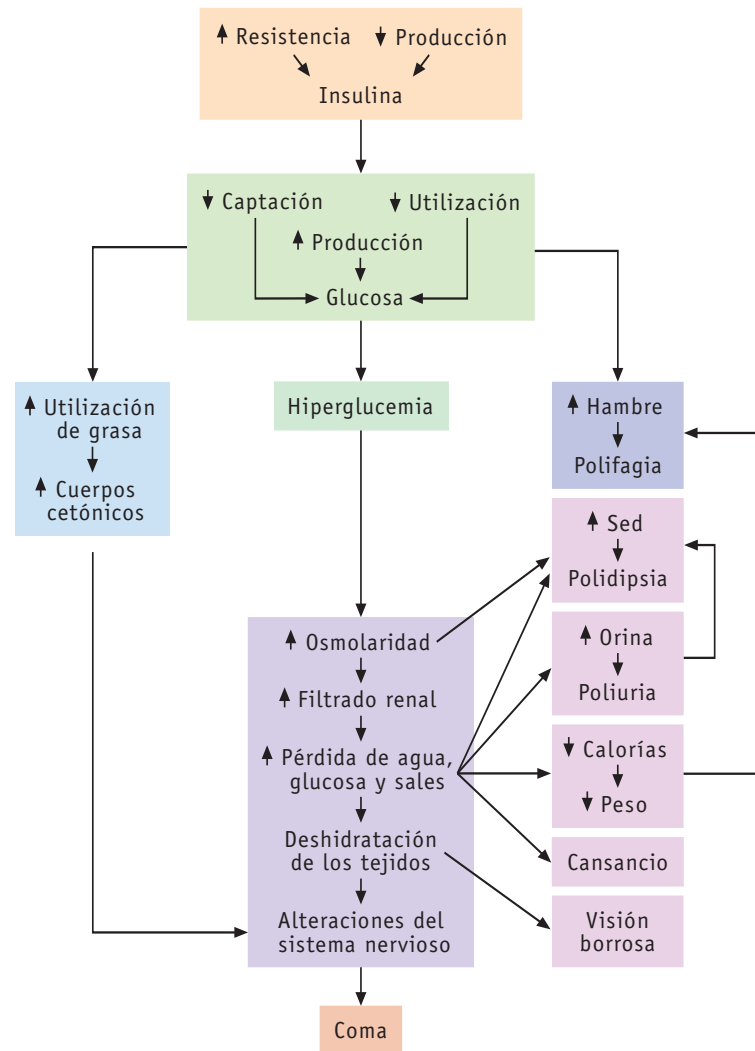 Resistencia Producción
Insulina
Captación Utilización
Producción
Glucosa
Utilización
de grasa
Cuerpos
cetónicos
Hiperglucemia
Hambre
Polifagia
Sed
Polidipsia
Osmolaridad
Filtrado renal
Pérdida de agua,
glucosa y sales
Deshidratación
de los tejidos
Alteraciones del
sistema nervioso
Orina
Poliuria
Calorías
Peso
Cansancio
Visión
borrosa
Coma